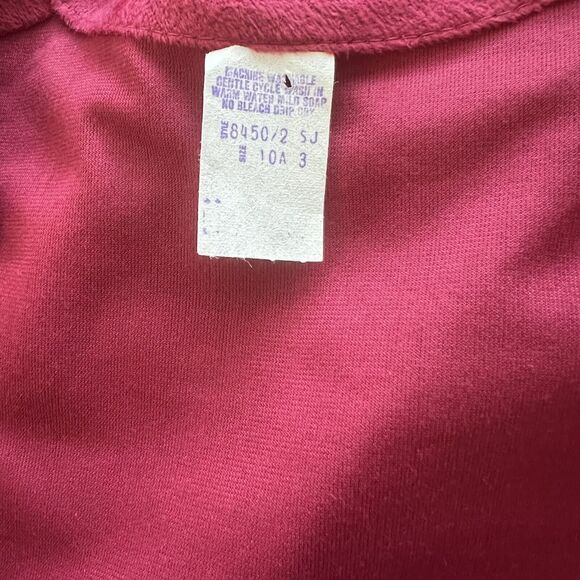 MACHINE WASHABLE
GENTLE CYCLE WASH IN
WARM WATER MILD SOAP
NO BLEACH DRIP DRY
STYLE 8450/2 SJ
SIZE 10A 3